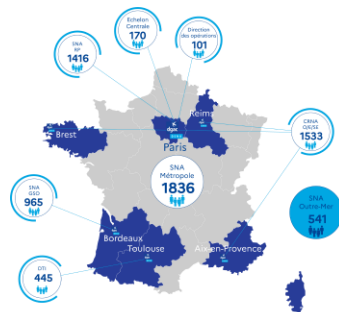 Echelon
Centrale
170
Direction
des opérations
101
SNA
RP
1416
CRNA
O/E/SE
1533
Reims
Brest
dgac
Paris
SNA
Métropole
1836
SNA
GSO
965
SNA
Outre-Mer
541
Bordeaux
Toulouse
Aix-en-Provence
DTI
445